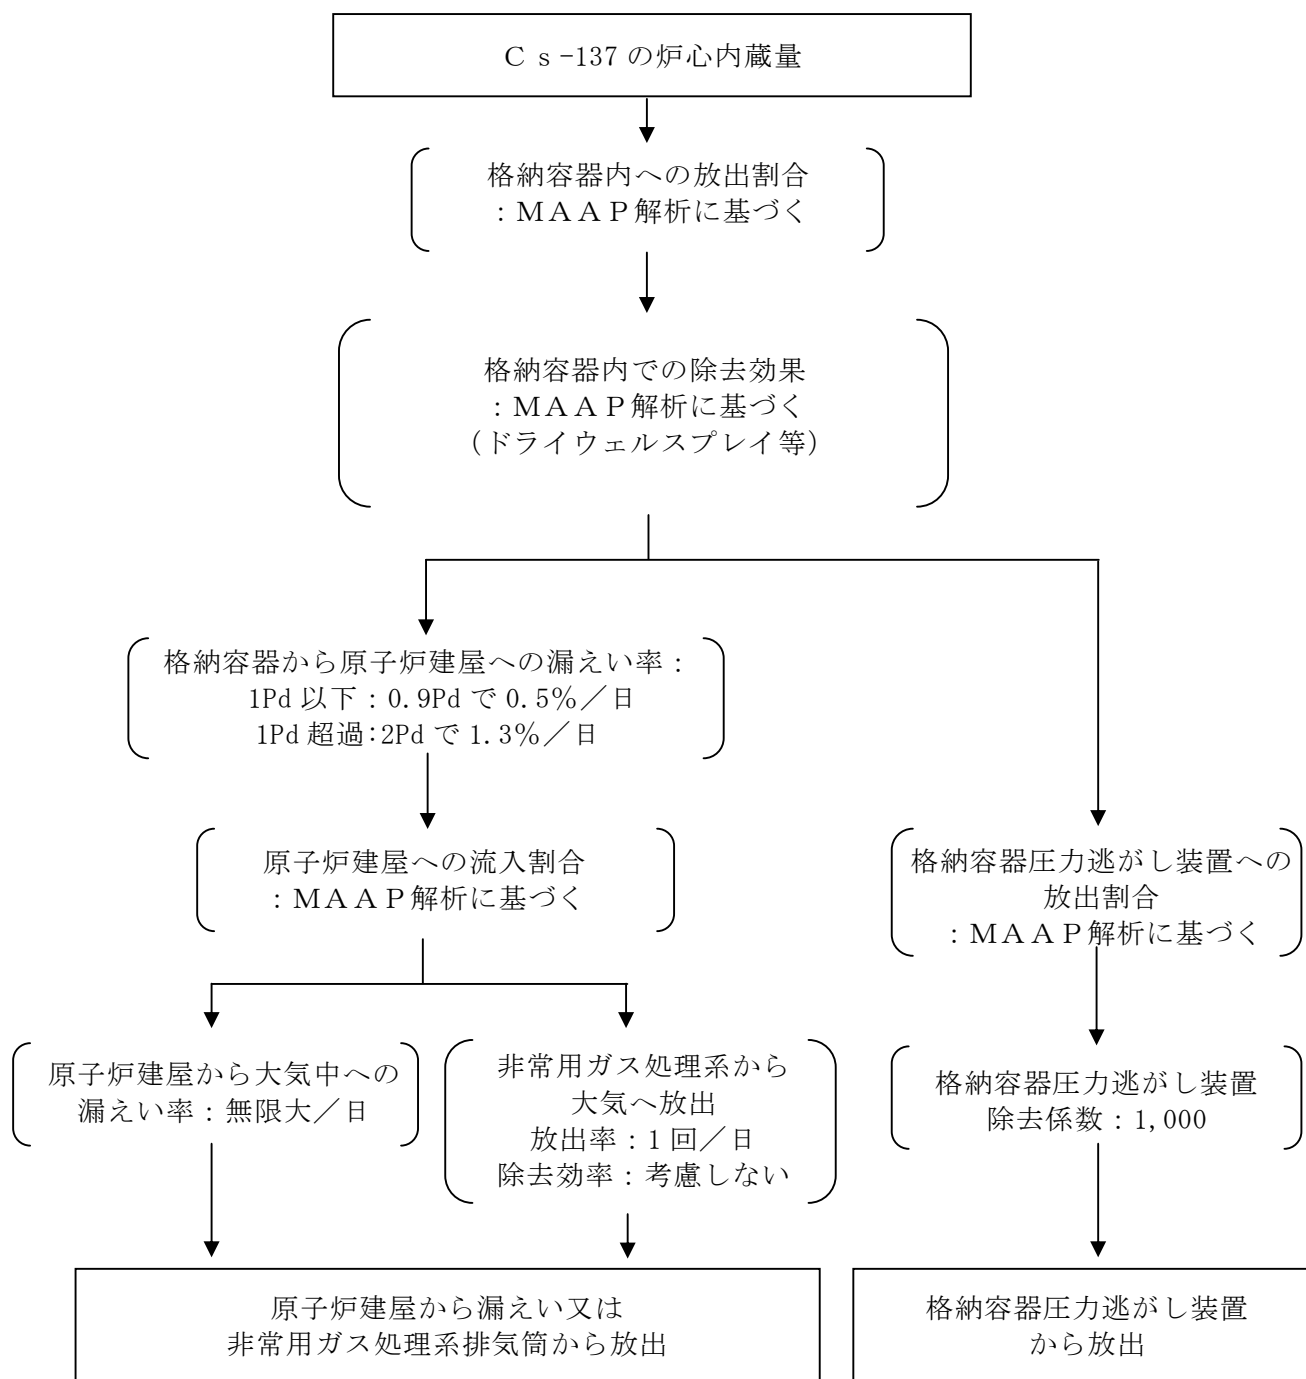 Ｃｓ-137 の炉心内蔵量
格納容器内への放出割合
：ＭＡＡＰ解析に基づく
格納容器内での除去効果
：ＭＡＡＰ解析に基づく
（ドライウェルスプレイ等）
格納容器から原子炉建屋への漏えい率：
1Pd 以下：0.9Pd で 0.5％／日
1Pd 超過：2Pd で 1.3％／日
原子炉建屋への流入割合
：ＭＡＡＰ解析に基づく
格納容器圧力逃がし装置への
放出割合
：ＭＡＡＰ解析に基づく
原子炉建屋から大気中への
漏えい率：無限大／日
非常用ガス処理系から
大気へ放出
放出率：1 回／日
除去効率：考慮しない
格納容器圧力逃がし装置
除去係数：1,000
原子炉建屋から漏えい又は
非常用ガス処理系排気筒から放出
格納容器圧力逃がし装置
から放出